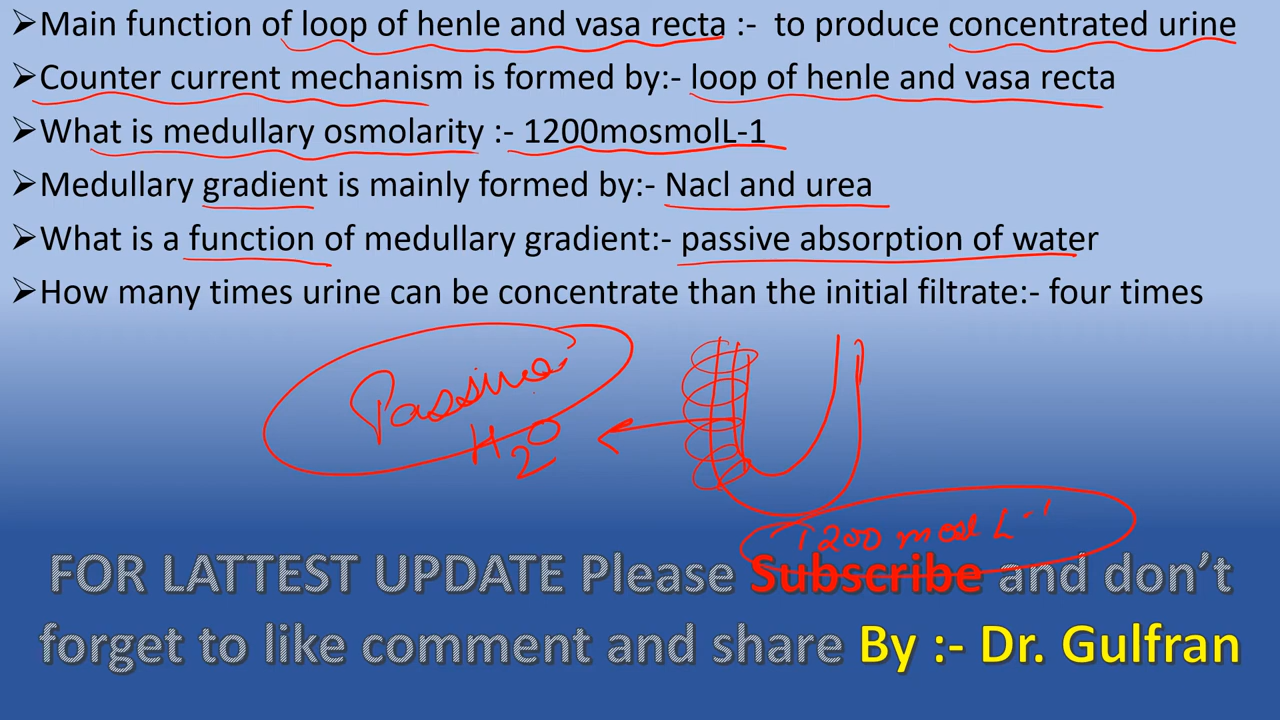 ➢Main function of loop of henle and vasa recta :- to produce concentrated urine
➢Counter current mechanism is formed by:- loop of henle and vasa recta
➢What is medullary osmolarity :- 1200mosmolL-1
➢Medullary gradient is mainly formed by:- Nacl and urea
➢What is a function of medullary gradient:- passive absorption of water
➢How many times urine can be concentrate than the initial filtrate:- four times
H2O
FOR LATTEST UPDATE Please Subscribe and don't
forget to like comment and share By :- Dr. Gulfran